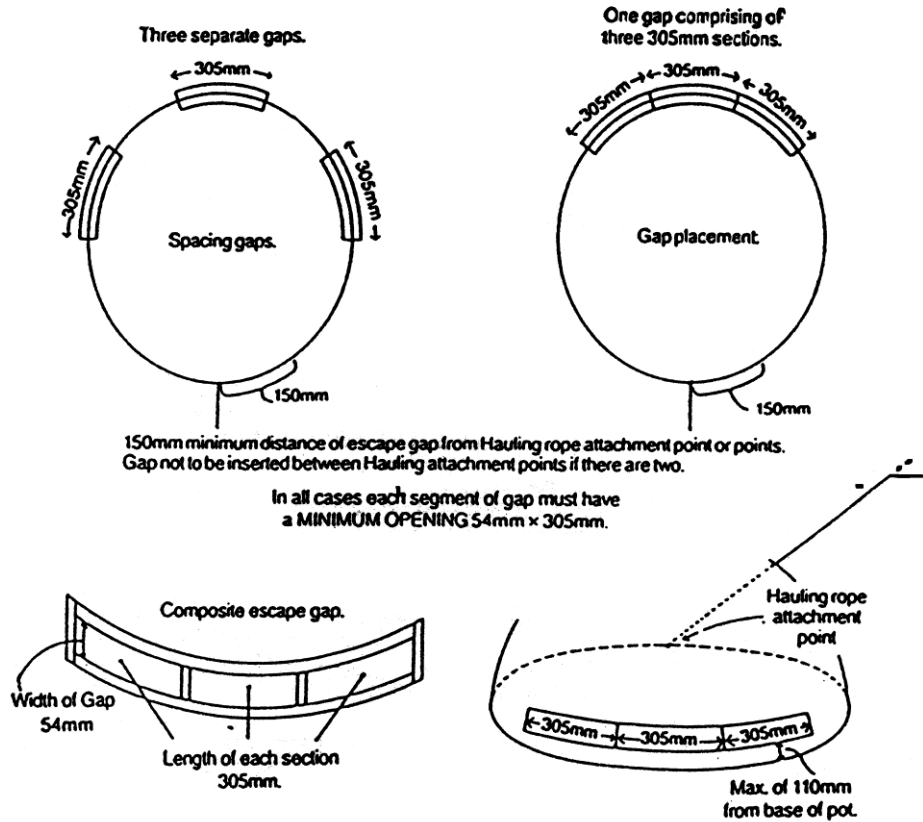 Three separate gaps.
305mm
305mm
305mm
Spacing gaps.
150mm
One gap comprising of
three 305mm sections.
305mm
305mm
305mm
Gap placement.
150mm
150mm minimum distance of escape gap from Hauling rope attachment point or points.
Gap not to be inserted between Hauling attachment points if there are two.
In all cases each segment of gap must have
a MINIMUM OPENING 54mm × 305mm.
Composite escape gap.
Width of Gap
54mm
Length of each section
305mm.
Hauling rope
attachment
point
305mm
305mm
305mm
Max. of 110mm
from base of pot.